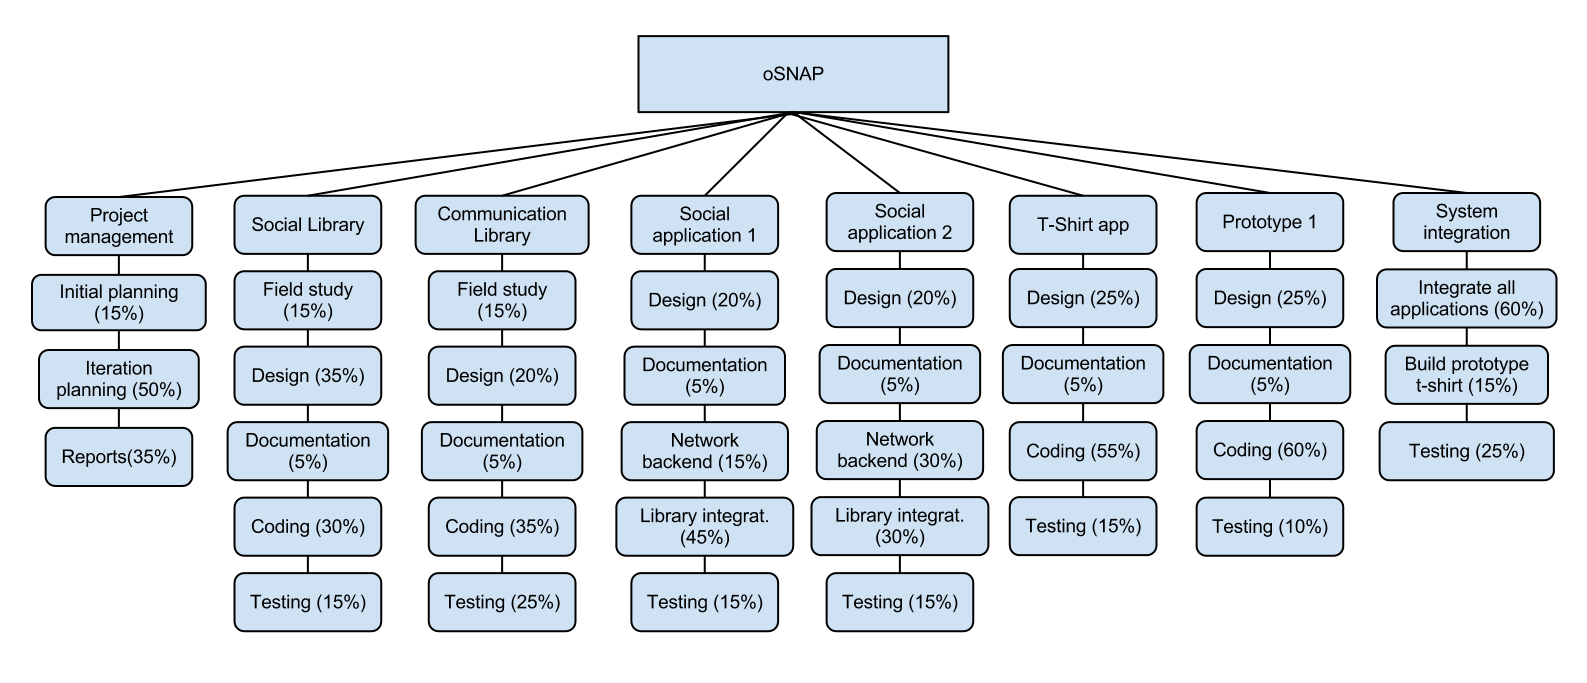 oSNAP
Project
management
Initial planning
(15%)
Iteration
planning (50%)
Reports(35%)
Social Library
Field study
(15%)
Design (35%)
Documentation
(5%)
Coding (30%)
Testing (15%)
Communication
Library
Field study
(15%)
Design (20%)
Documentation
(5%)
Coding (35%)
Testing (25%)
Social
application 1
Design (20%)
Documentation
(5%)
Network
backend (15%)
Library integrat.
(45%)
Testing (15%)
Social
application 2
Design (20%)
Documentation
(5%)
Network
backend (30%)
Library integrat.
(30%)
Testing (15%)
T-Shirt app
Design (25%)
Documentation
(5%)
Coding (55%)
Testing (15%)
Prototype 1
Design (25%)
Documentation
(5%)
Coding (60%)
Testing (10%)
System
integration
Integrate all
applications (60%)
Build prototype
t-shirt (15%)
Testing (25%)